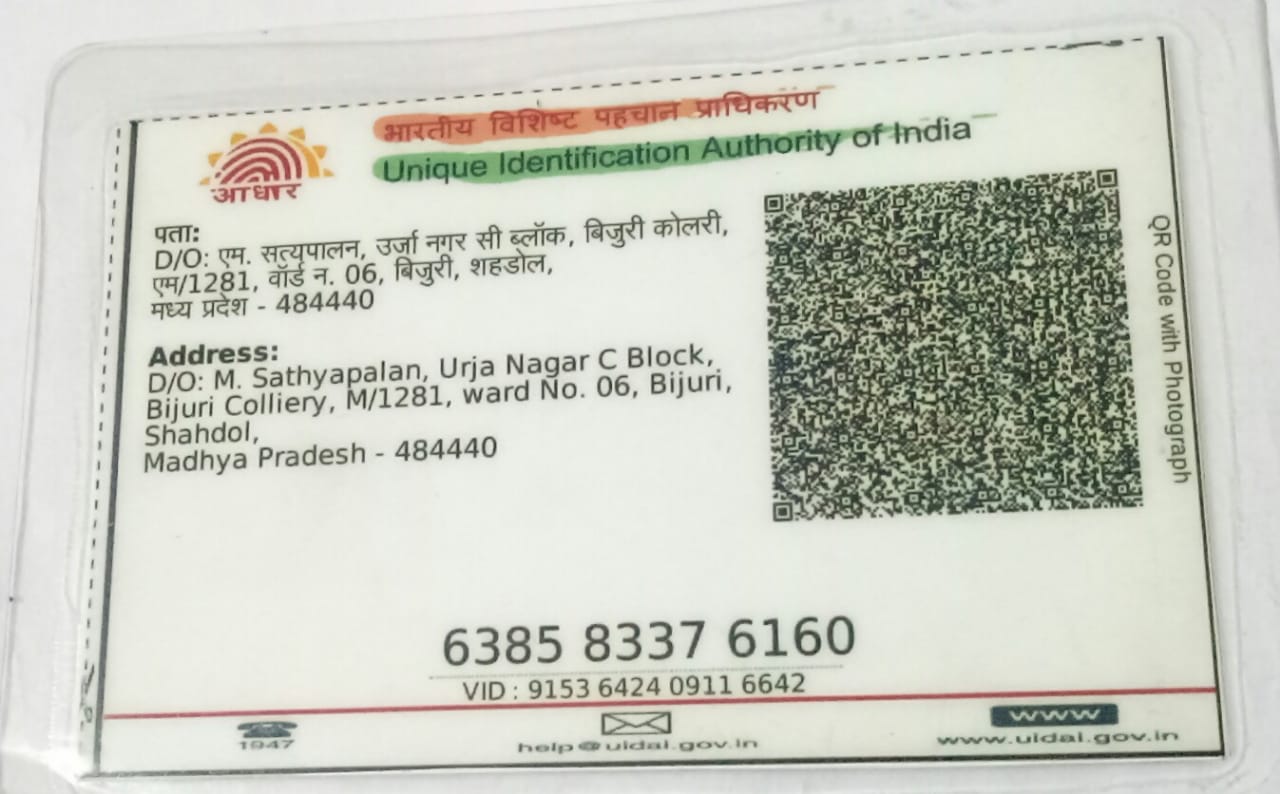 भारतीय विशिष्ट पहचान प्राधिकरण
Unique Identification Authority of India
आधार
पता:
D/O: एम. सत्यपालन, उर्जा नगर सी ब्लॉक, बिजुरी कोलरी,
एम/1281, वॉर्ड न. 06, बिजुरी, शहडोल,
मध्य प्रदेश - 484440
Address:
D/O: M. Sathyapalan, Urja Nagar C Block,
Bijuri Colliery, M/1281, ward No. 06, Bijuri,
Shahdol,
Madhya Pradesh - 484440
QR Code with Photograph
6385 8337 6160
VID : 9153 6424 0911 6642
1947
help@uidai.gov.in
www
www.uidai.gov.in